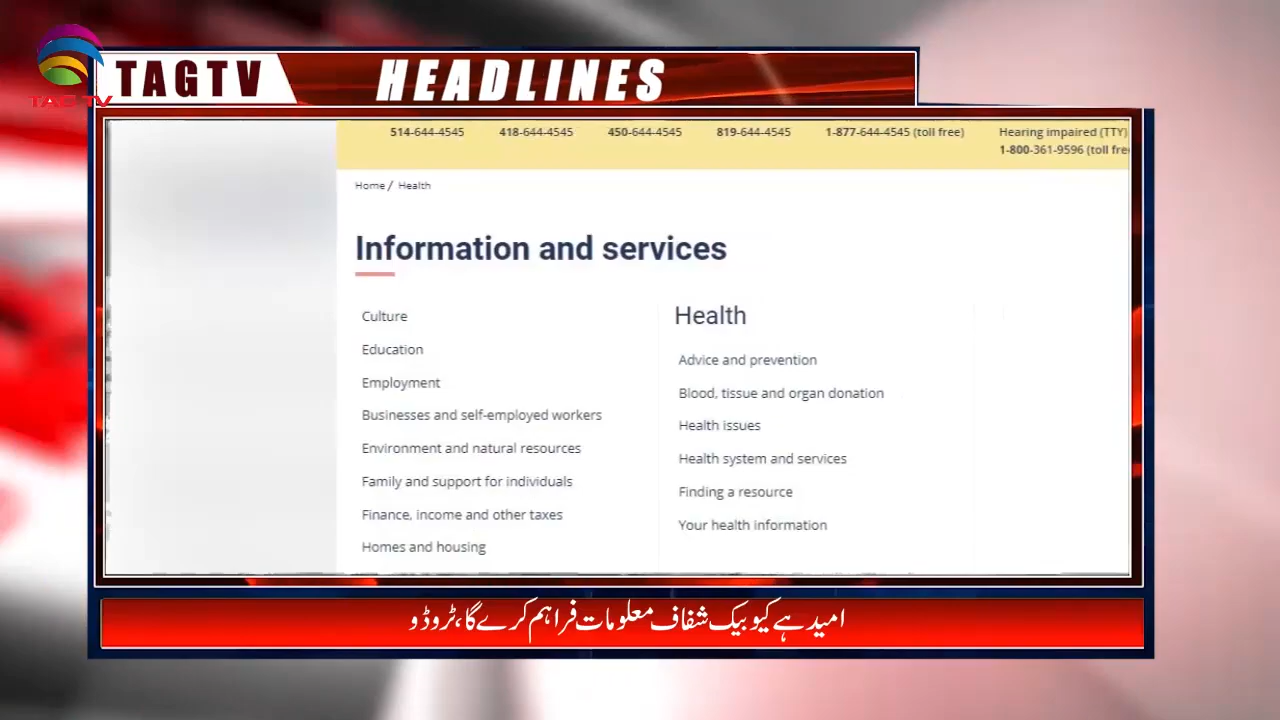 TAG TV
TAGTV
HEADLINES
514-644-4545 418-644-4545 450-644-4545 819-644-4545 1-877-644-4545 (toll free) Hearing impaired (TTY)
1-800-361-9596 (toll free
Home / Health
Information and services
Culture
Education
Employment
Businesses and self-employed workers
Environment and natural resources
Family and support for individuals
Finance, income and other taxes
Homes and housing
Health
Advice and prevention
Blood, tissue and organ donation
Health issues
Health system and services
Finding a resource
Your health information
امید ہے کیوبیک شفاف معلومات فراہم کرے گا، ٹروڈو